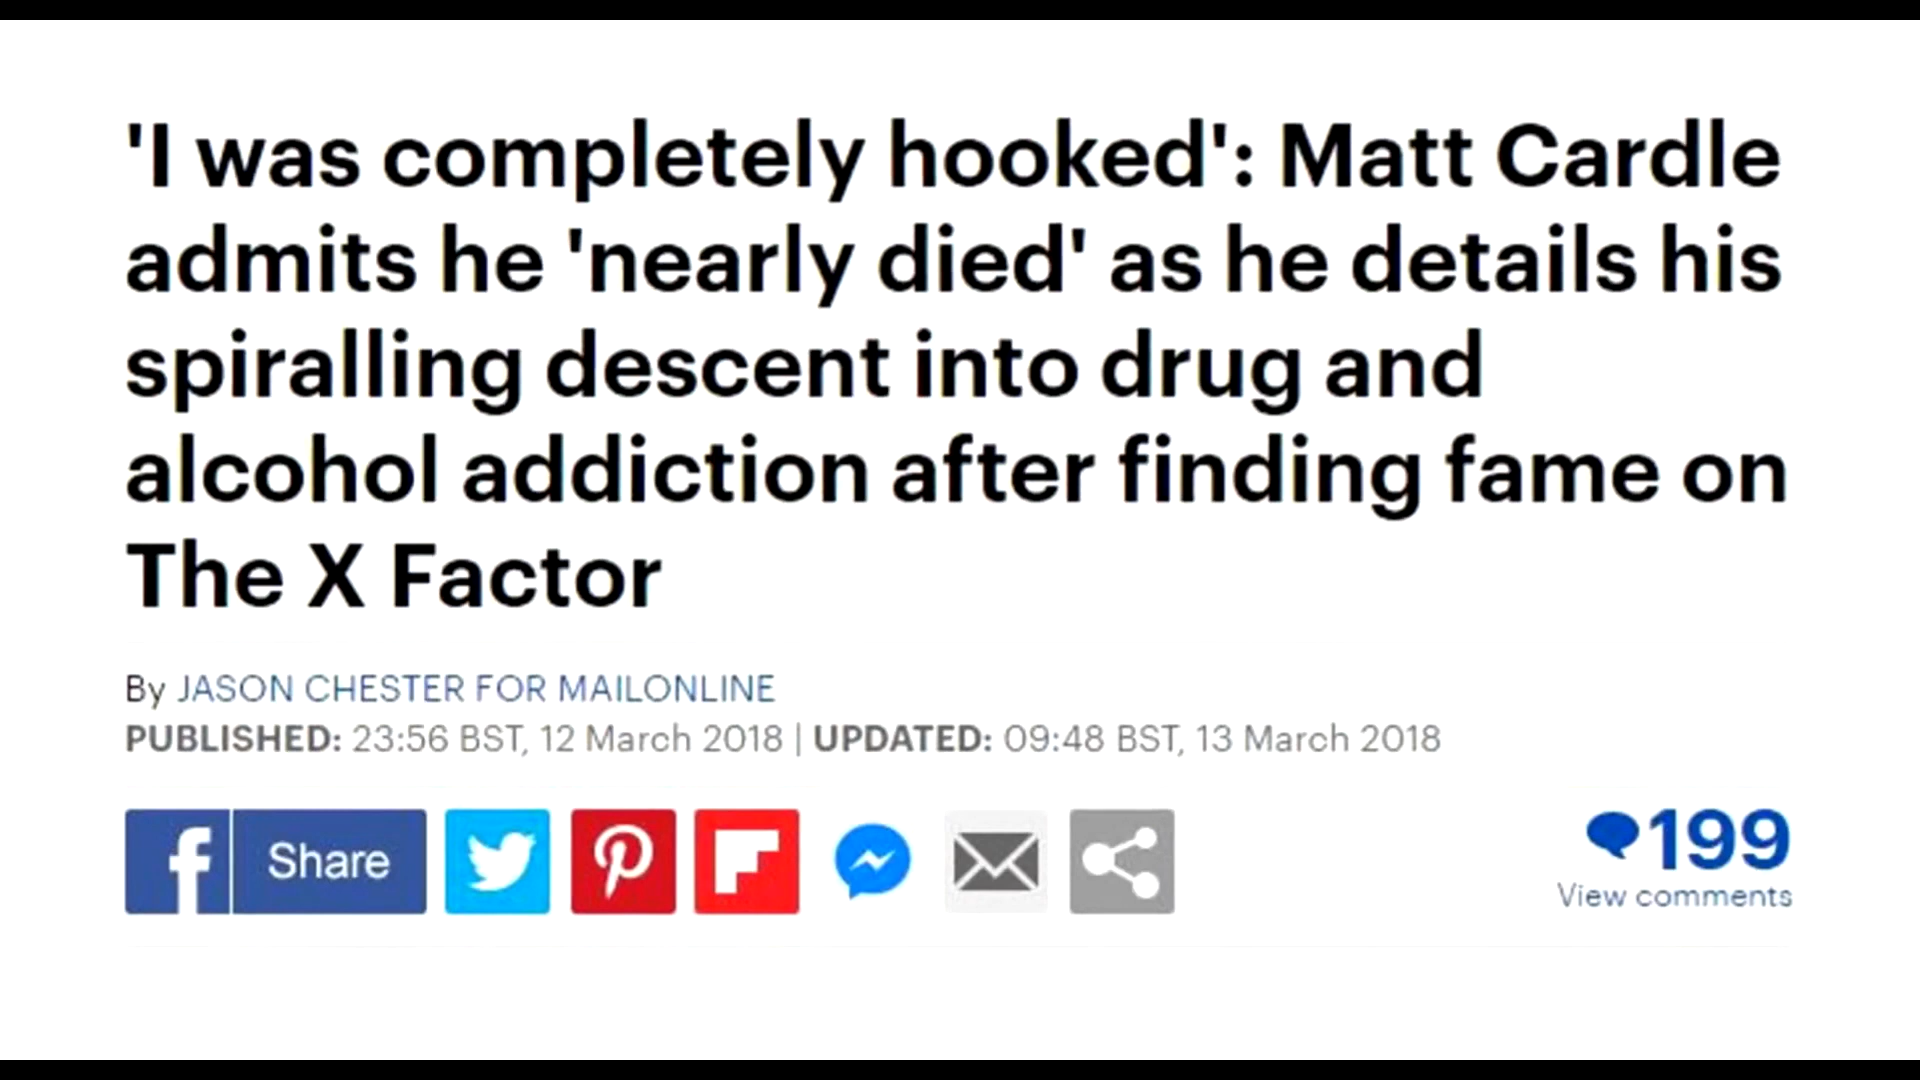 'I was completely hooked': Matt Cardle
admits he 'nearly died' as he details his
spiralling descent into drug and
alcohol addiction after finding fame on
The X Factor
By JASON CHESTER FOR MAILONLINE
PUBLISHED: 23:56 BST, 12 March 2018 | UPDATED: 09:48 BST, 13 March 2018
Share
199
View comments